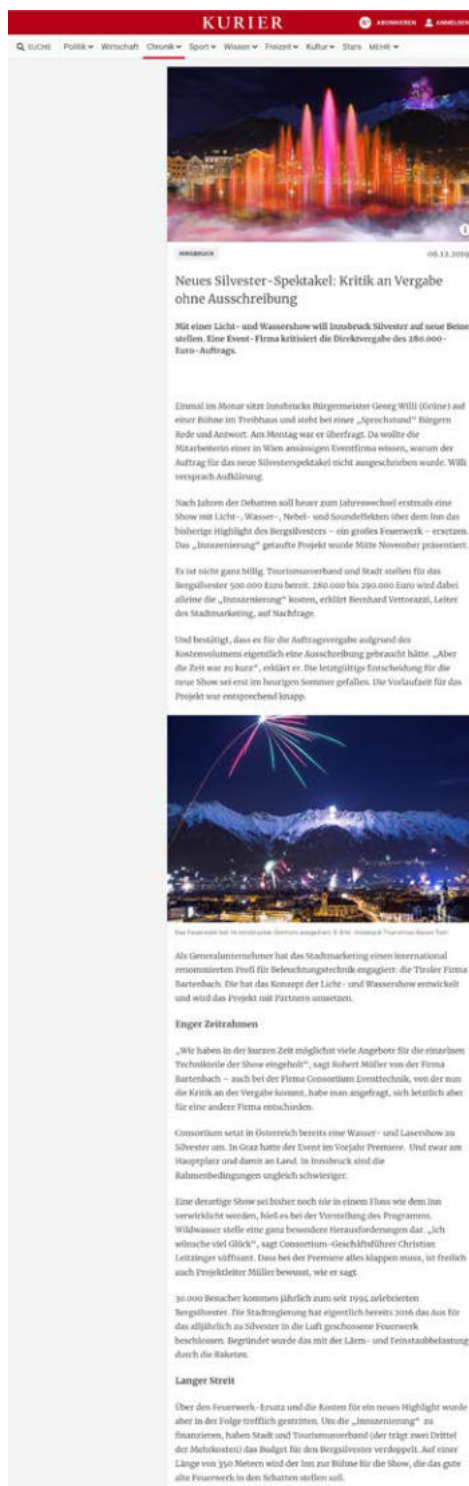 KURIER
ABONNIEREN
ANMELDEN
SUCHE Politik Wirtschaft Chronik Sport Wissen Freizeit Kultur Stars MEHR
INNSBRUCK
06.12.2019
Neues Silvester-Spektakel: Kritik an Vergabe
ohne Ausschreibung
Mit einer Licht- und Wassershow will Innsbruck Silvester auf neue Beine
stellen. Eine Event-Firma kritisiert die Direktvergabe des 280.000-
Euro-Auftrags.
Einmal im Monat sitzt Innsbrucks Bürgermeister Georg Willi (Grüne) auf
einer Bühne im Treibhaus und steht bei einer „Sprechstund" Bürgern
Rede und Antwort. Am Montag war er überfragt. Da wollte die
Mitarbeiterin einer in Wien ansässigen Eventfirma wissen, warum der
Auftrag für das neue Silvesterspektakel nicht ausgeschrieben wurde. Willi
versprach Aufklärung.
Nach Jahren der Debatten soll heuer zum Jahreswechsel erstmals eine
Show mit Licht-, Wasser-, Nebel- und Soundeffekten über dem Inn das
bisherige Highlight des Bergsilvesters – ein großes Feuerwerk – ersetzen.
Das „Innszenierung" getaufte Projekt wurde Mitte November präsentiert.
Es ist nicht ganz billig. Tourismusverband und Stadt stellen für das
Bergsilvester 500.000 Euro bereit. 280.000 bis 290.000 Euro wird dabei
alleine die „Innszenierung" kosten, erklärt Bernhard Vettorazzi, Leiter
des Stadtmarketing, auf Nachfrage.
Und bestätigt, dass es für die Auftragsvergabe aufgrund des
Kostenvolumens eigentlich eine Ausschreibung gebraucht hätte. „Aber
die Zeit war zu kurz", erklärt er. Die letztgültige Entscheidung für die
neue Show sei erst im heurigen Sommer gefallen. Die Vorlaufzeit für das
Projekt war entsprechend knapp.
Das Feuerwerk hat im Innsbrucker Zentrum ausgedient © Bild: Innsbruck Tourismus/Bause Tom
Als Generalunternehmer hat das Stadtmarketing einen international
renommierten Profi für Beleuchtungstechnik engagiert: die Tiroler Firma
Bartenbach. Die hat das Konzept der Licht- und Wassershow entwickelt
und wird das Projekt mit Partnern umsetzen.
Enger Zeitrahmen
„Wir haben in der kurzen Zeit möglichst viele Angebote für die einzelnen
Technikteile der Show eingeholt", sagt Robert Müller von der Firma
Bartenbach – auch bei der Firma Consortium Eventtechnik, von der nun
die Kritik an der Vergabe kommt, habe man angefragt, sich letztlich aber
für eine andere Firma entschieden.
Consortium setzt in Österreich bereits eine Wasser- und Lasershow zu
Silvester um. In Graz hatte der Event im Vorjahr Premiere. Und zwar am
Hauptplatz und damit an Land. In Innsbruck sind die
Rahmenbedingungen ungleich schwieriger.
Eine derartige Show sei bisher noch nie in einem Fluss wie dem Inn
verwirklicht worden, hieß es bei der Vorstellung des Programms.
Wildwasser stelle eine ganz besondere Herausforderungen dar. „Ich
wünsche viel Glück", sagt Consortium-Geschäftsführer Christian
Leitzinger süffisant. Dass bei der Premiere alles klappen muss, ist freilich
auch Projektleiter Müller bewusst, wie er sagt.
30.000 Besucher kommen jährlich zum seit 1994 zelebrierten
Bergsilvester. Die Stadtregierung hat eigentlich bereits 2016 das Aus für
das alljährlich zu Silvester in die Luft geschossene Feuerwerk
beschlossen. Begründet wurde das mit der Lärm- und Feinstaubbelastung
durch die Raketen.
Langer Streit
Über den Feuerwerk-Ersatz und die Kosten für ein neues Highlight wurde
aber in der Folge trefflich gestritten. Um die „Innszenierung" zu
finanzieren, haben Stadt und Tourismusverband (der trägt zwei Drittel
der Mehrkosten) das Budget für den Bergsilvester verdoppelt. Auf einer
Länge von 350 Metern wird der Inn zur Bühne für die Show, die das gute
alte Feuerwerk in den Schatten stellen soll.